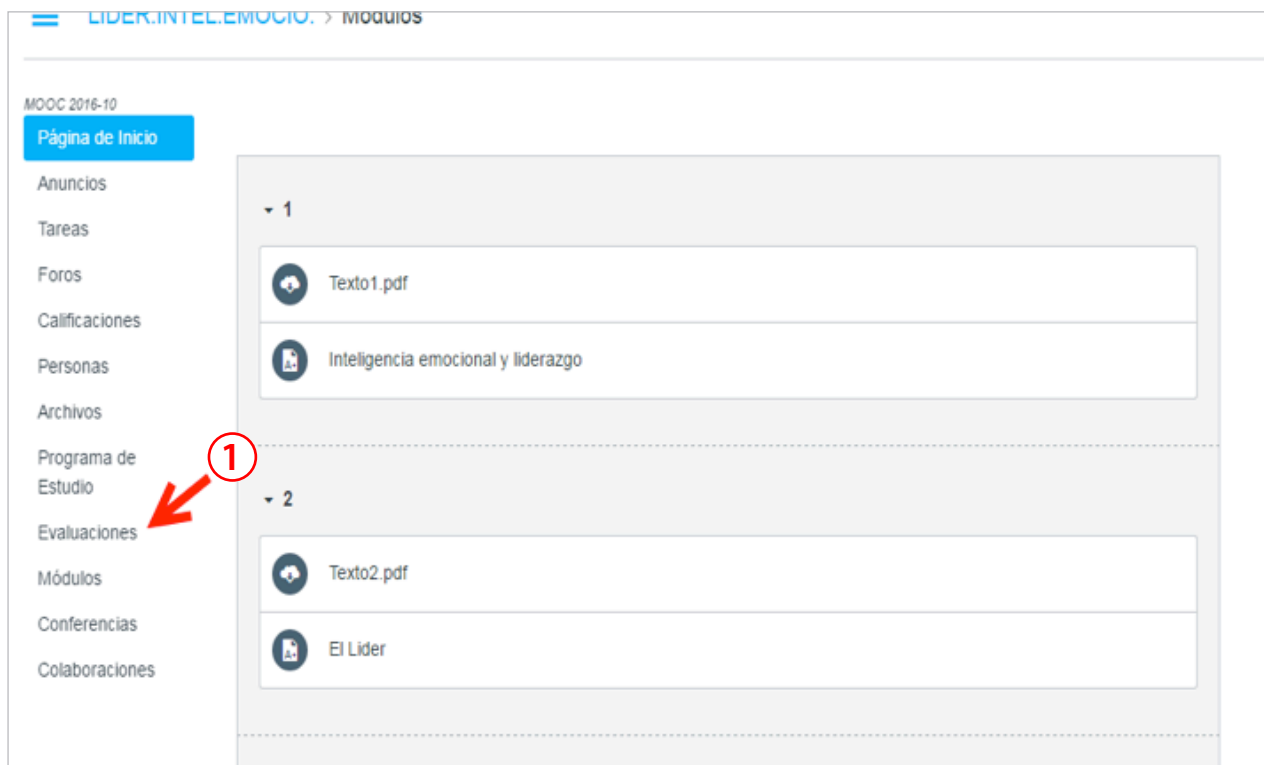 LIDER.INTEL.EMOCIO. > Módulos
MOOC 2016-10
Página de Inicio
Anuncios
Tareas
Foros
Calificaciones
Personas
Archivos
Programa de
Estudio
Evaluaciones
Módulos
Conferencias
Colaboraciones
1
1
Texto1.pdf
A+
Inteligencia emocional y liderazgo
2
Texto2.pdf
A+
El Lider